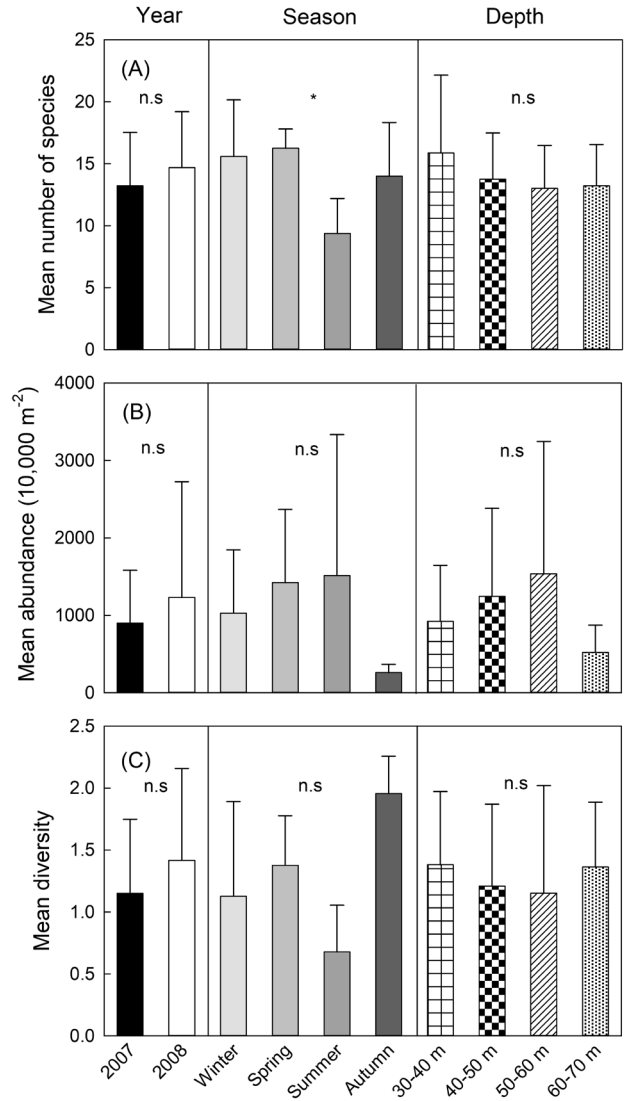 Year Season Depth
Mean number of species
25
20
15
10
5
0
(A)
n.s
*
n.s
Mean abundance (10,000 m-2)
4000
3000
2000
1000
0
(B)
n.s
n.s
n.s
Mean diversity
2.5
2.0
1.5
1.0
0.5
0.0
(C)
n.s
n.s
n.s
2007
2008
Winter
Spring
Summer
Autumn
30-40 m
40-50 m
50-60 m
60-70 m